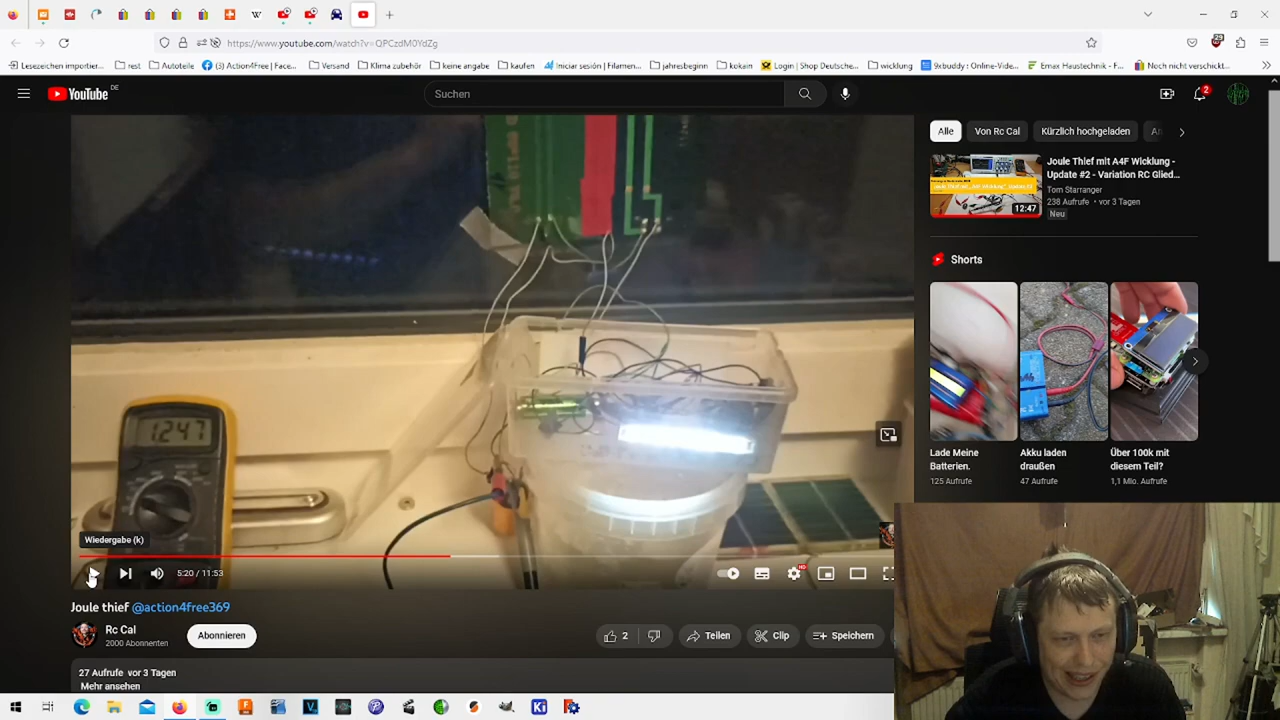 https://www.youtube.com/watch?v=QPCzdM0YdZg
29
Lesezeichen importier...
rest
Autoteile
(3) Action4Free | Face...
Versand
Klima zubehör
keine angabe
kaufen
Iniciar sesión | Filamen...
jahresbeginn
kokain
Login | Shop Deutsche...
wicklung
9xbuddy : Online-Vid...
Emax Haustechnik - F...
Noch nicht verschickt...
YouTube DE
Suchen
2
Alle
Von Rc Cal
Kürzlich hochgeladen
Joule Thief mit A4F Wicklung -
Update #2 - Variation RC Glied...
Tom Starranger
238 Aufrufe • vor 3 Tagen
Neu
12:47
Shorts
Lade Meine
Batterien.
125 Aufrufe
Akku laden
draußen
47 Aufrufe
Über 100k mit
diesem Teil?
1,1 Mio. Aufrufe
1247
Wiedergabe (k)
5:20 / 11:53
HD
Joule thief @action4free369
Rc Cal
2000 Abonnenten
Abonnieren
2
Teilen
Clip
Speichern
27 Aufrufe vor 3 Tagen
Mehr ansehen
Ki